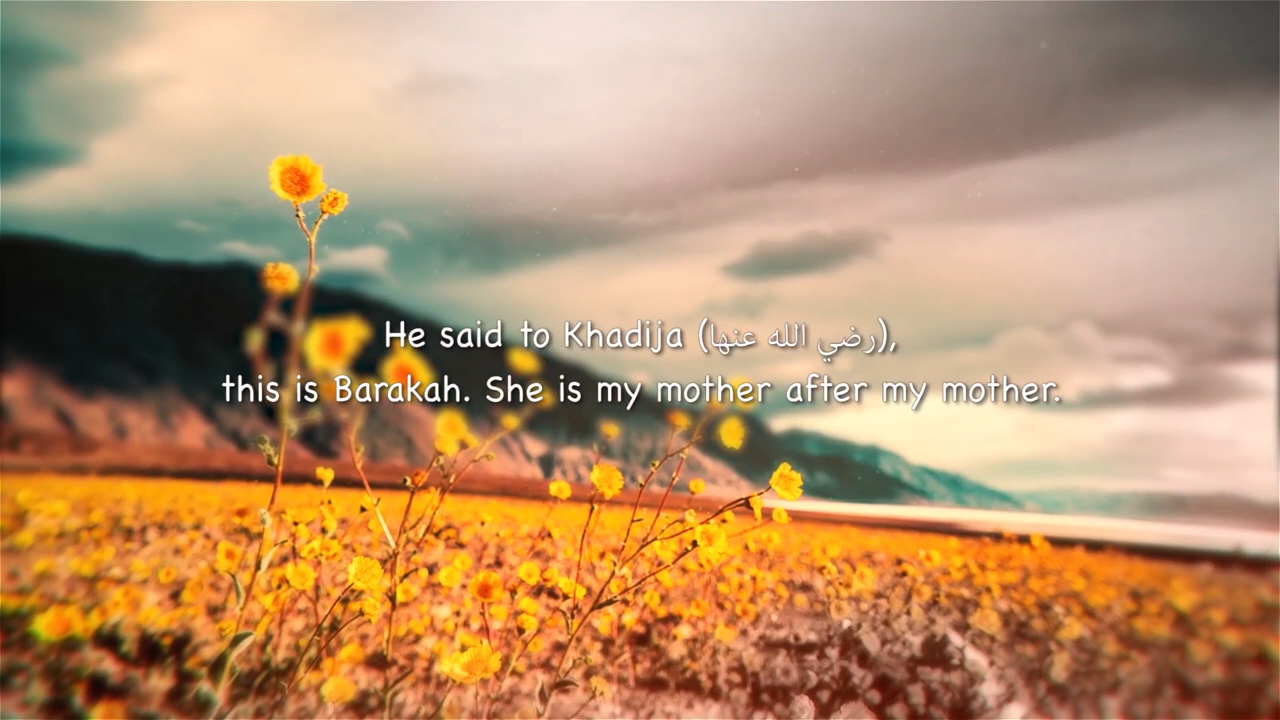 He said to Khadija (رضي الله عنها),
this is Barakah. She is my mother after my mother.